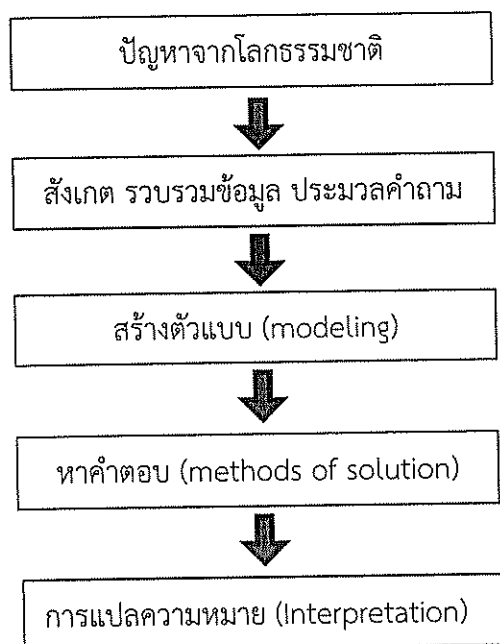 ปัญหาจากโลกธรรมชาติ
สังเกต รวบรวมข้อมูล ประมวลคำถาม
สร้างตัวแบบ (modeling)
หาคำตอบ (methods of solution)
การแปลความหมาย (Interpretation)